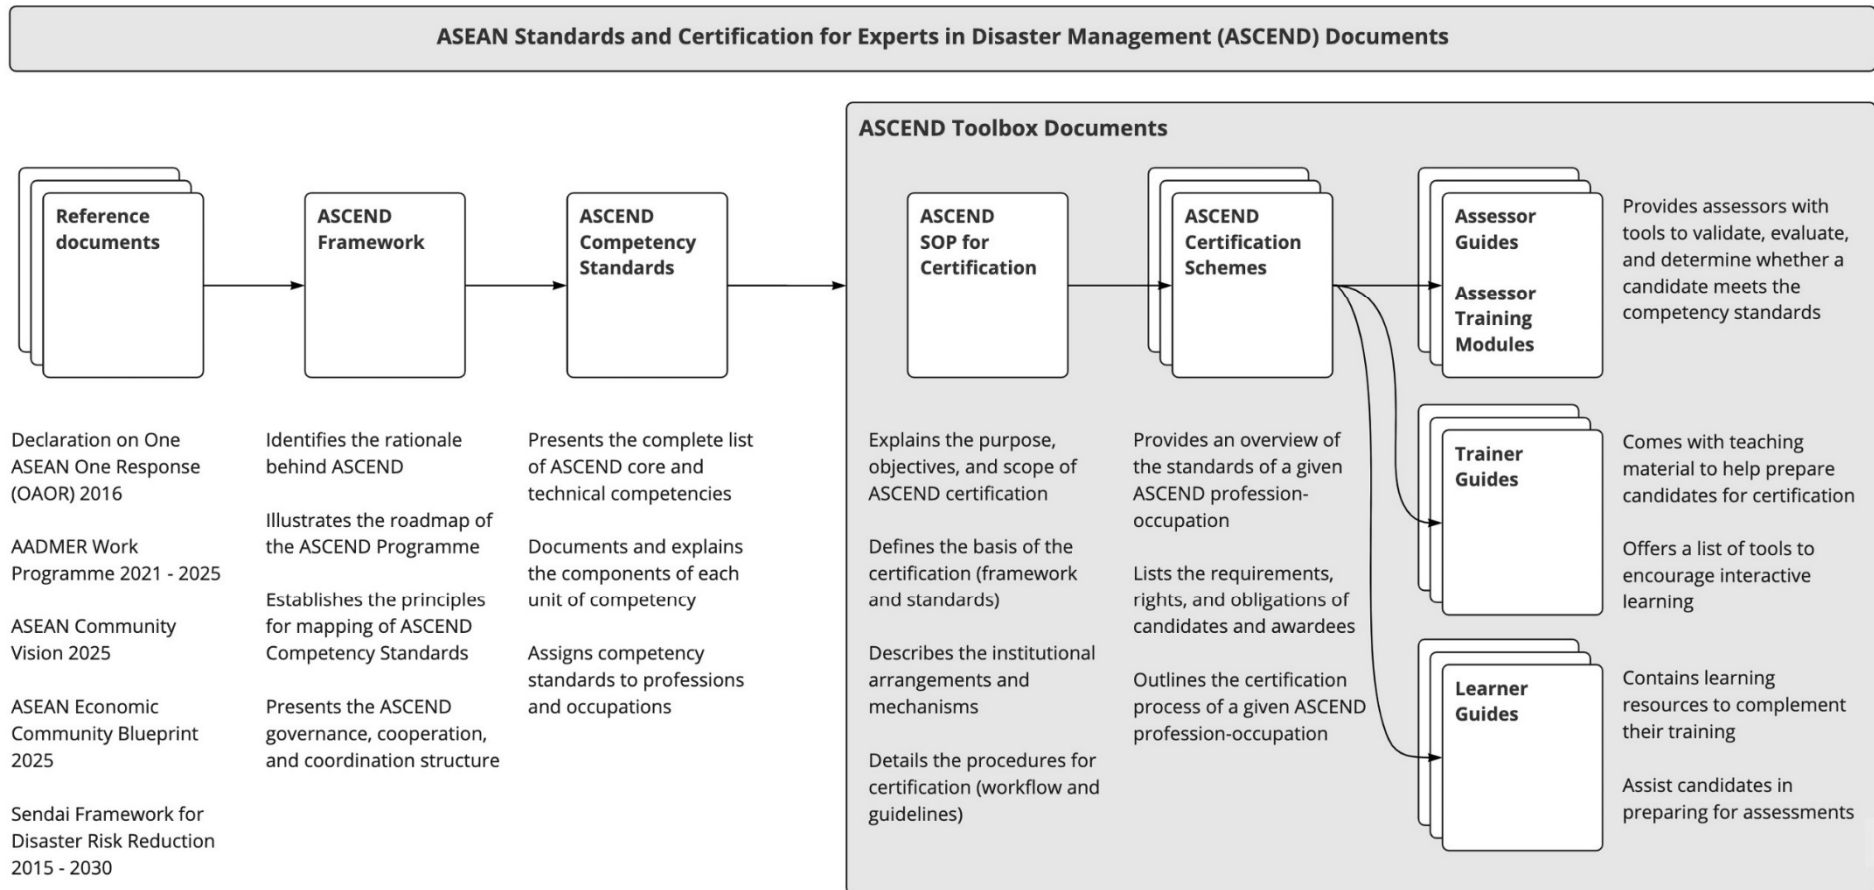 ASEAN Standards and Certification for Experts in Disaster Management (ASCEND) Documents
ASCEND Toolbox Documents
Reference
documents
ASCEND
Framework
ASCEND
Competency
Standards
ASCEND
SOP for
Certification
ASCEND
Certification
Schemes
Assessor
Guides
Assessor
Training
Modules
Provides assessors with
tools to validate, evaluate,
and determine whether a
candidate meets the
competency standards
Trainer
Guides
Comes with teaching
material to help prepare
candidates for certification
Offers a list of tools to
encourage interactive
learning
Learner
Guides
Contains learning
resources to complement
their training
Assist candidates in
preparing for assessments
Declaration on One
ASEAN One Response
(OAOR) 2016
AADMER Work
Programme 2021 - 2025
ASEAN Community
Vision 2025
ASEAN Economic
Community Blueprint
2025
Sendai Framework for
Disaster Risk Reduction
2015 - 2030
Identifies the rationale
behind ASCEND
Illustrates the roadmap of
the ASCEND Programme
Establishes the principles
for mapping of ASCEND
Competency Standards
Presents the ASCEND
governance, cooperation,
and coordination structure
Presents the complete list
of ASCEND core and
technical competencies
Documents and explains
the components of each
unit of competency
Assigns competency
standards to professions
and occupations
Explains the purpose,
objectives, and scope of
ASCEND certification
Defines the basis of the
certification (framework
and standards)
Describes the institutional
arrangements and
mechanisms
Details the procedures for
certification (workflow and
guidelines)
Provides an overview of
the standards of a given
ASCEND profession-
occupation
Lists the requirements,
rights, and obligations of
candidates and awardees
Outlines the certification
process of a given ASCEND
profession-occupation